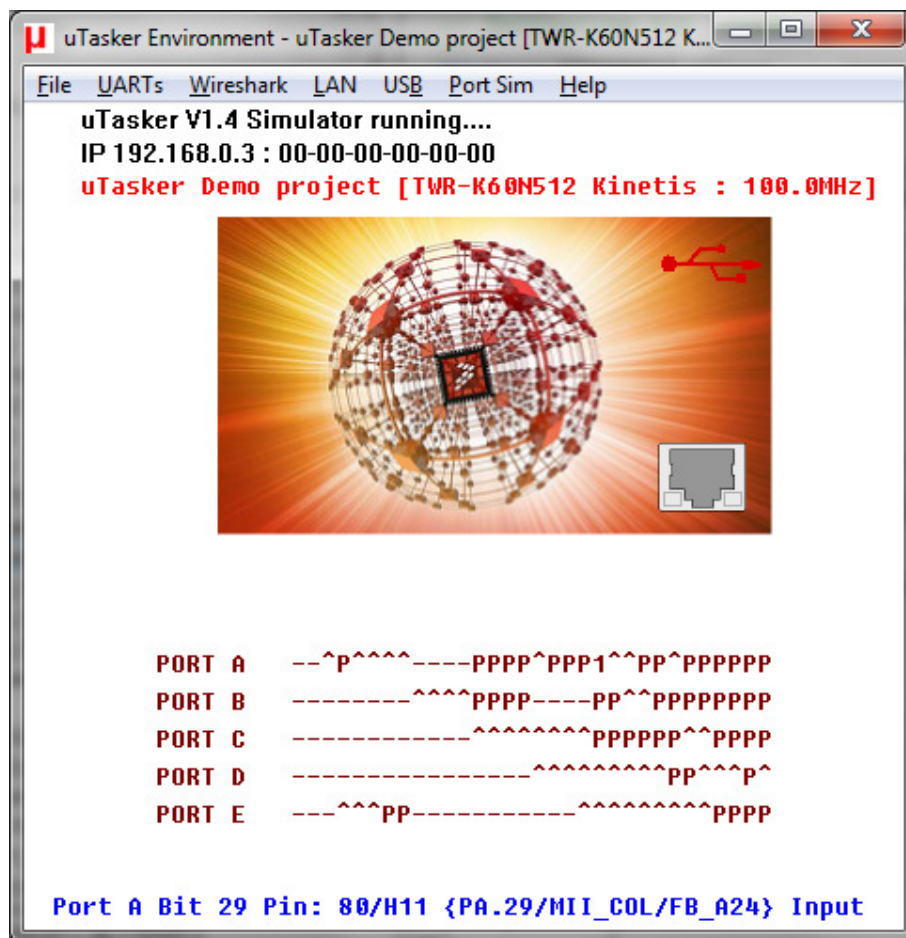 µ uTasker Environment - uTasker Demo project [TWR-K60N512 K...
File UARTs Wireshark LAN USB Port Sim Help
uTasker V1.4 Simulator running....
IP 192.168.0.3 : 00-00-00-00-00-00
uTasker Demo project [TWR-K60N512 Kinetis : 100.0MHz]
PORT A --^P^^^^----PPPP^PPP1^^PP^PPPPPP
PORT B --------^^^^PPPP----PP^^PPPPPPPP
PORT C ------------^^^^^^^^PPPPPP^^PPPP
PORT D ----------------^^^^^^^^^PP^^^P^
PORT E ---^^^PP-----------^^^^^^^^^PPPP
Port A Bit 29 Pin: 80/H11 {PA.29/MII_COL/FB_A24} Input